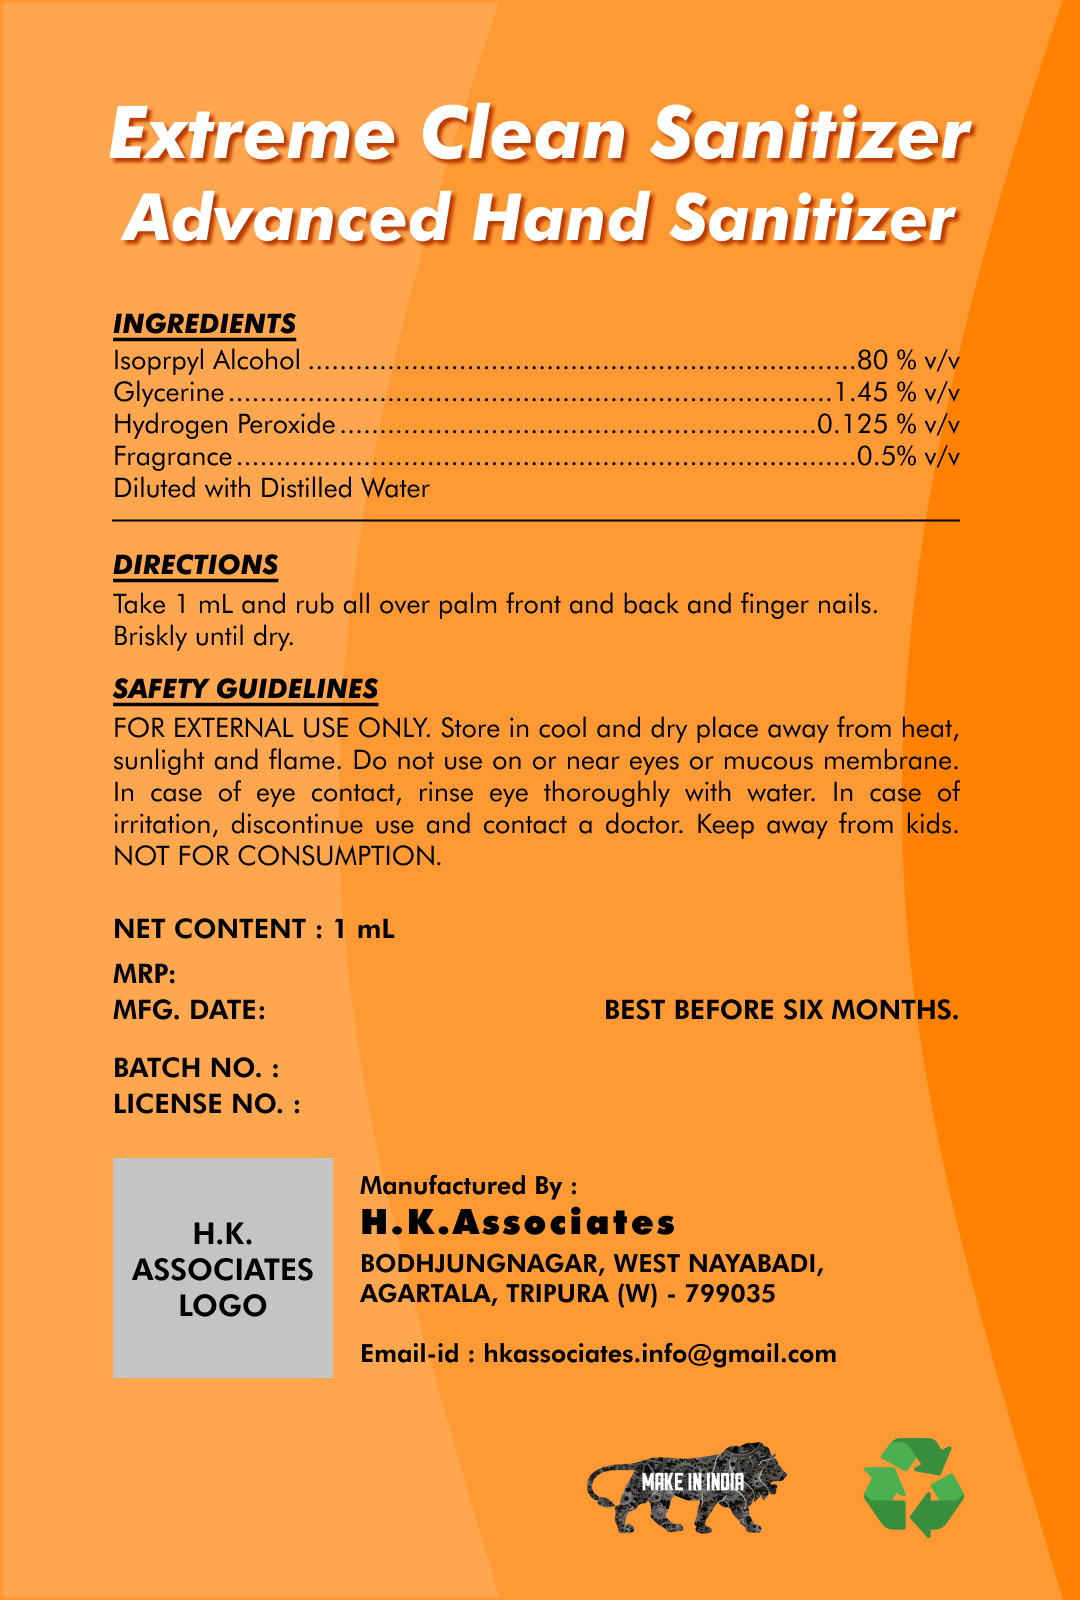 Extreme Clean Sanitizer
Advanced Hand Sanitizer
INGREDIENTS
Isoprpyl Alcohol ......................................................................80 % v/v
Glycerine............................................................................1.45 % v/v
Hydrogen Peroxide............................................................0.125 % v/v
Fragrance...............................................................................0.5% v/v
Diluted with Distilled Water
DIRECTIONS
Take 1 mL and rub all over palm front and back and finger nails.
Briskly until dry.
SAFETY GUIDELINES
FOR EXTERNAL USE ONLY. Store in cool and dry place away from heat,
sunlight and flame. Do not use on or near eyes or mucous membrane.
In case of eye contact, rinse eye thoroughly with water. In case of
irritation, discontinue use and contact a doctor. Keep away from kids.
NOT FOR CONSUMPTION.
NET CONTENT : 1 mL
MRP:
MFG. DATE: BEST BEFORE SIX MONTHS.
BATCH NO. :
LICENSE NO. :
H.K.
ASSOCIATES
LOGO
Manufactured By :
H.K.Associates
BODHJUNGNAGAR, WEST NAYABADI,
AGARTALA, TRIPURA (W) - 799035
Email-id : hkassociates.info@gmail.com
MAKE IN INDIA